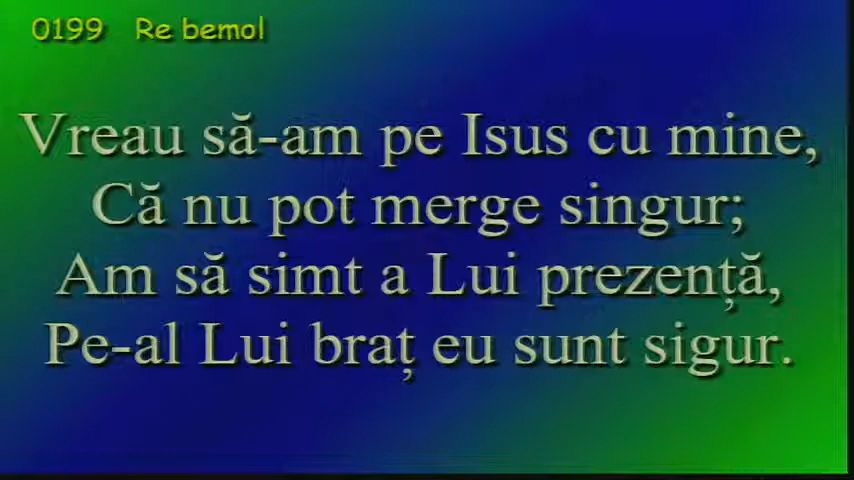 0199 Re bemol
Vreau să-am pe Isus cu mine,
Că nu pot merge singur;
Am să simt a Lui prezență,
Pe-al Lui braț eu sunt sigur.